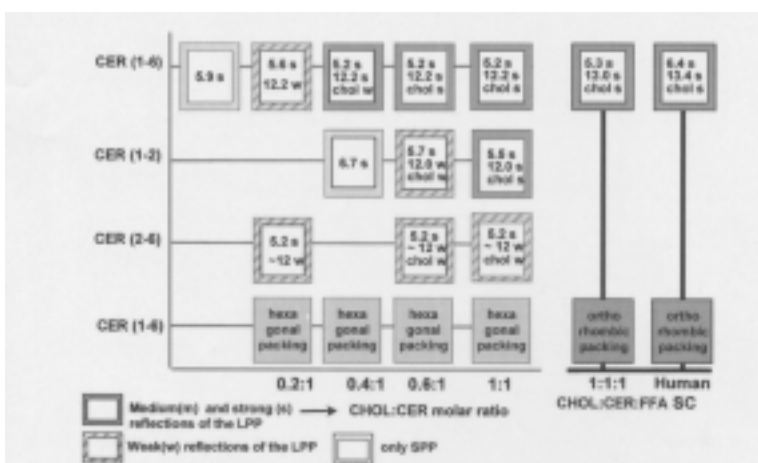 CER (1-6)
5.9 s
5.6 s
12.2 w
5.2 s
12.2 s
chol w
5.2 s
12.2 s
chol s
5.2 s
12.2 s
chol s
5.3 s
13.0 s
chol s
6.4 s
13.4 s
chol s
CER (1-2)
6.7 s
5.7 s
12.0 w
chol w
5.5 s
12.0 s
chol s
CER (2-6)
5.2 s
~12 w
5.2 s
~ 12 w
chol w
5.2 s
~ 12 w
chol w
CER (1-6)
hexa
gonal
packing
hexa
gonal
packing
hexa
gonal
packing
hexa
gonal
packing
ortho
rhombic
packing
ortho
rhombic
packing
0.2:1 0.4:1 0.6:1 1:1 1:1:1 Human
CHOL:CER:FFA SC
Medium(m) and strong (s) → CHOL:CER molar ratio
reflections of the LPP
Weak(w) reflections of the LPP only SPP